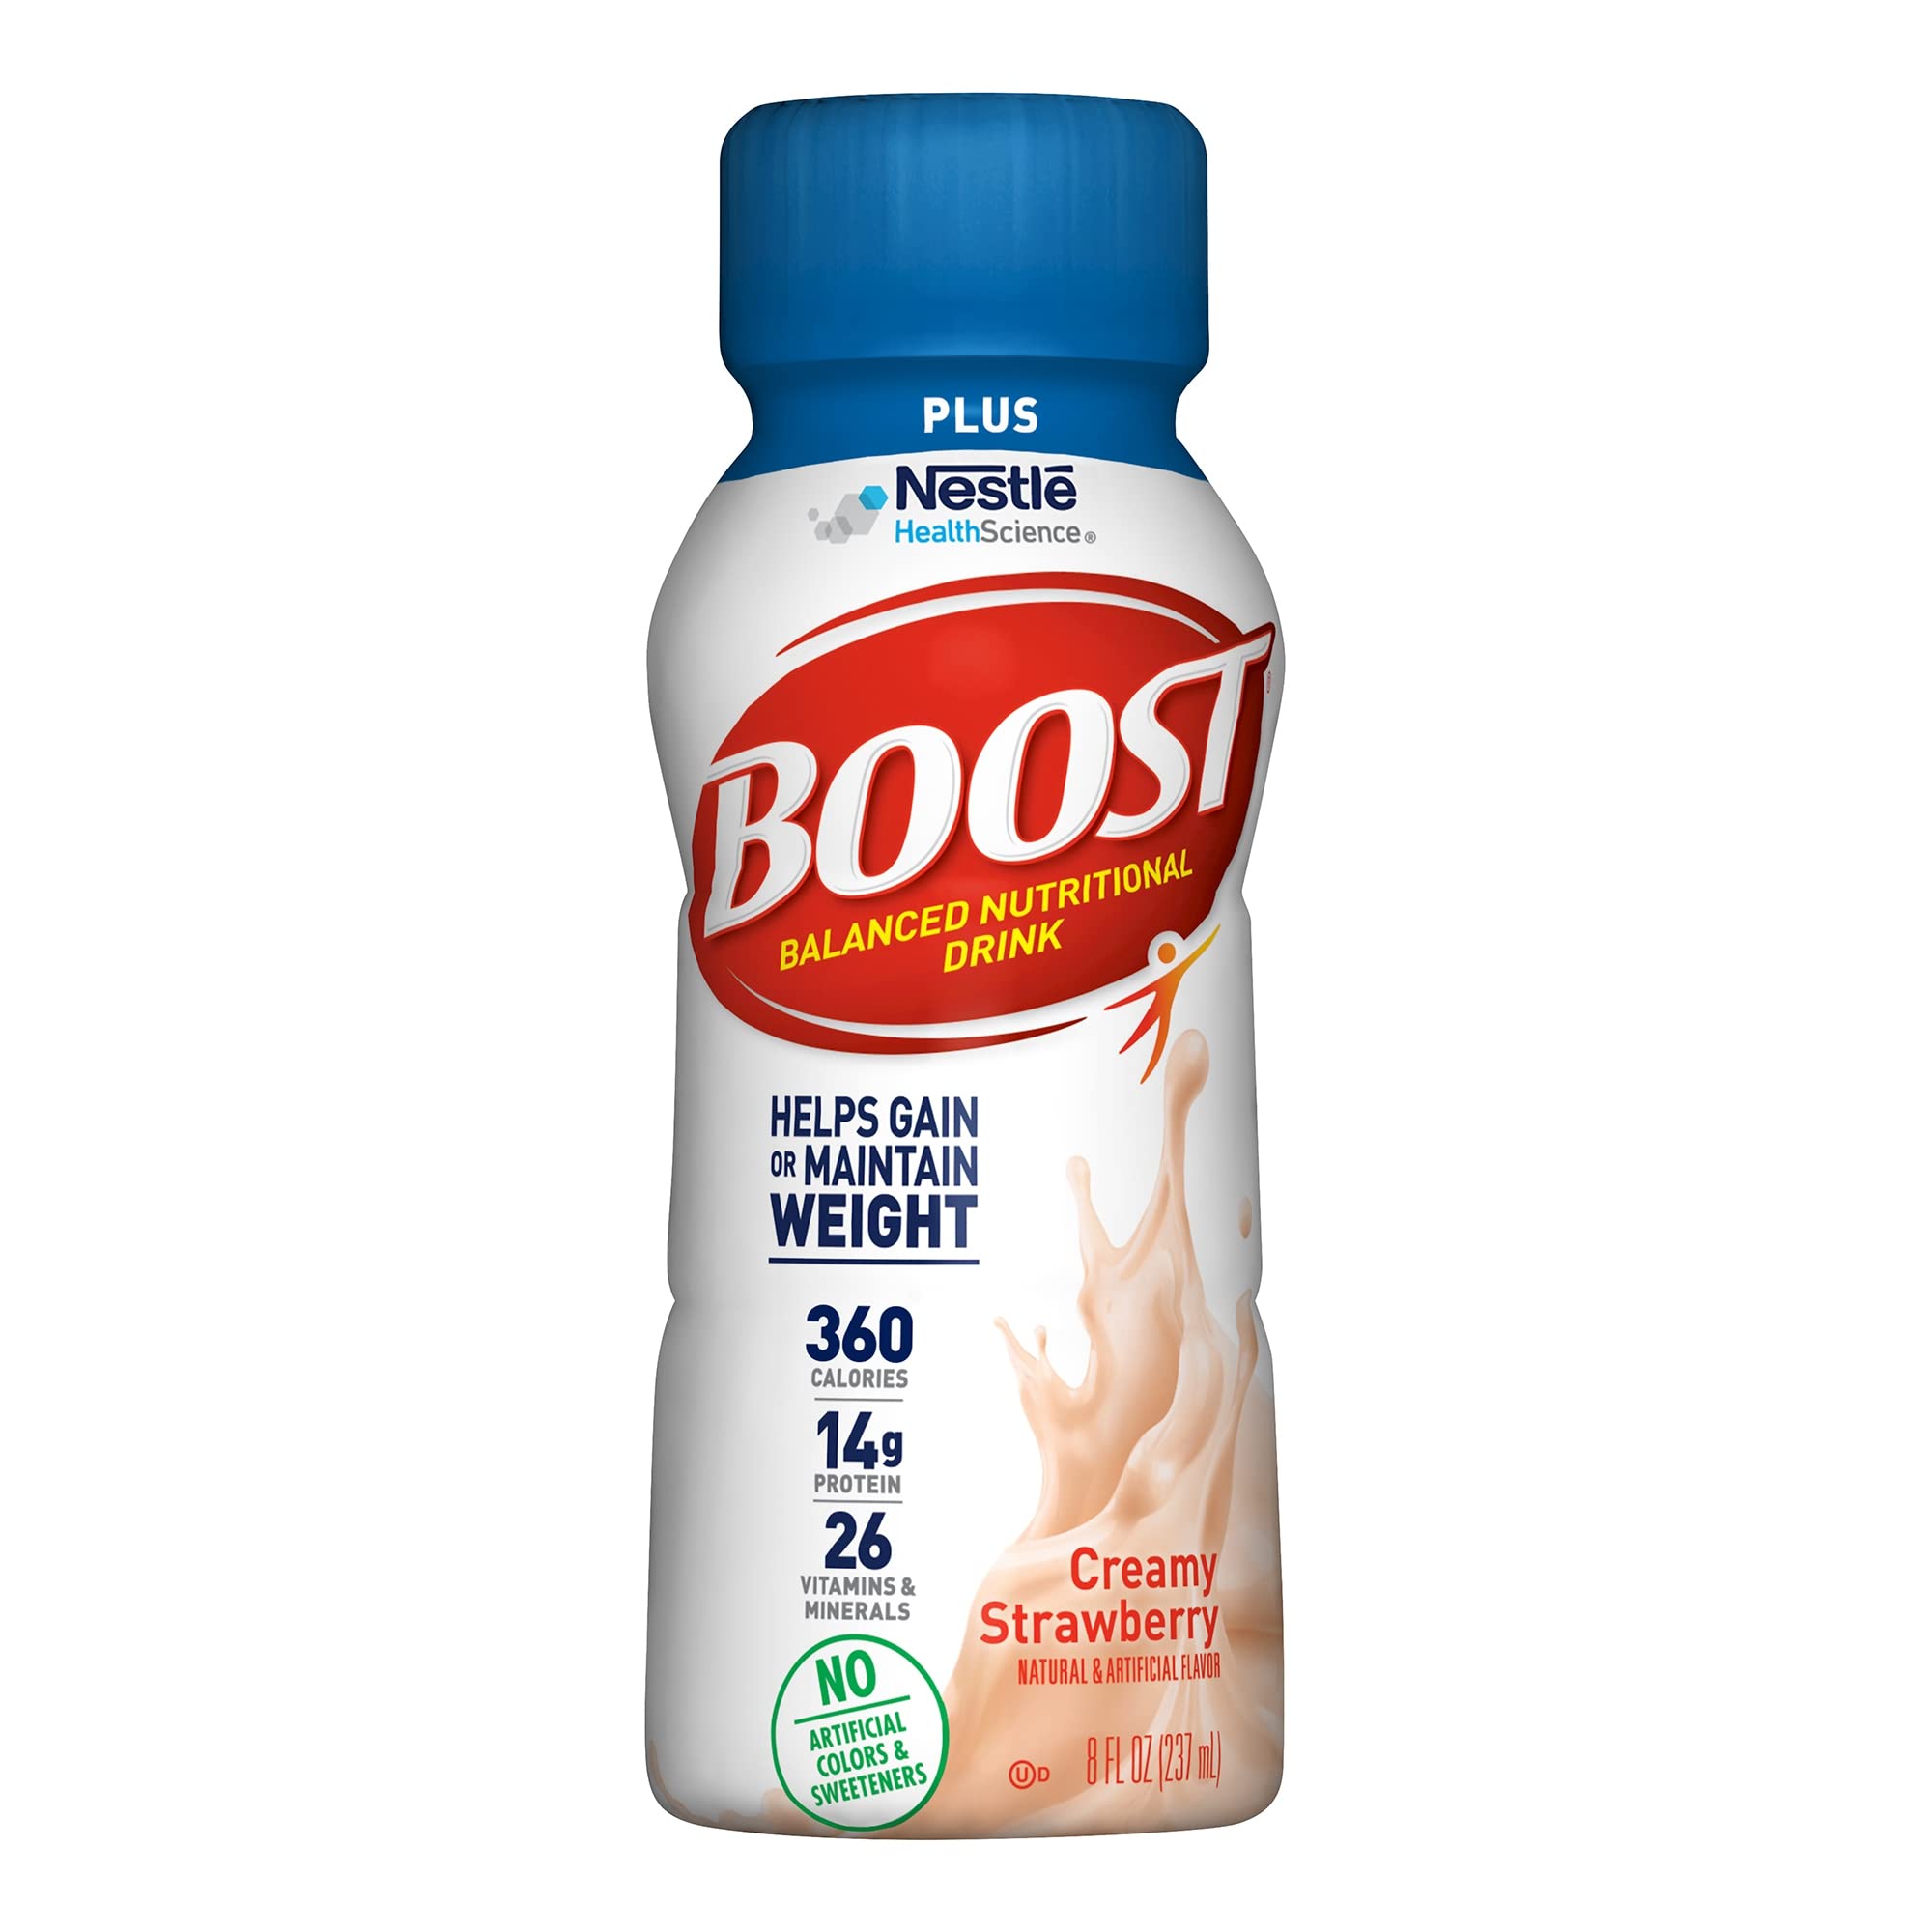 PLUS
Nestlé
HealthScience®
BOOST
BALANCED NUTRITIONAL
DRINK
HELPS GAIN
OR MAINTAIN
WEIGHT
360
CALORIES
14g
PROTEIN
26
VITAMINS &
MINERALS
NO
ARTIFICIAL
COLORS &
SWEETENERS
Creamy
Strawberry
NATURAL & ARTIFICIAL FLAVOR
U D 8 FL OZ (237 mL)